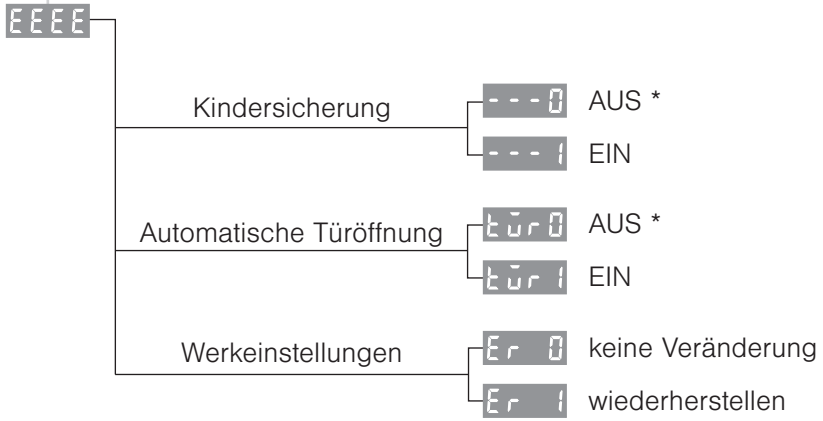 EEEE
Kindersicherung
---0 AUS *
---1 EIN
Automatische Türöffnung
tür0 AUS *
tür1 EIN
Werkeinstellungen
Er 0 keine Veränderung
Er 1 wiederherstellen